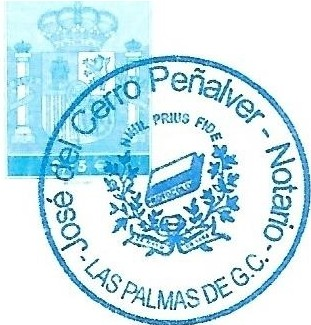 José del Cerro Peñalver - Notario -
LAS PALMAS DE G.C. -
NIHIL PRIUS FIDE